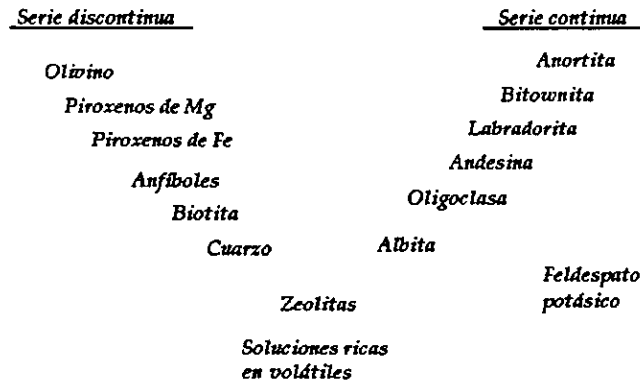 Serie discontinua
Serie continua
Olivino
Piroxenos de Mg
Piroxenos de Fe
Anfíboles
Biotita
Cuarzo
Anortita
Bitownita
Labradorita
Andesina
Oligoclasa
Albita
Feldespato
potásico
Zeolitas
Soluciones ricas
en volátiles